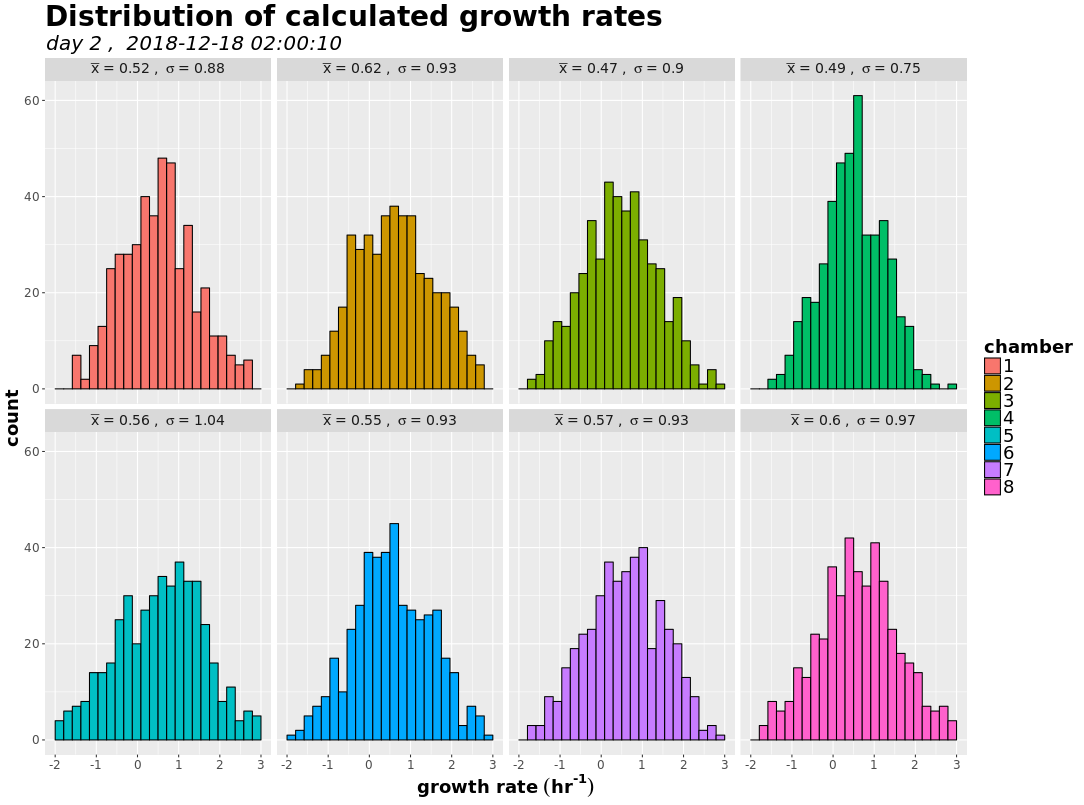 Distribution of calculated growth rates
day 2 ,  2018-12-18 02:00:10
x̅ = 0.52 ,  σ = 0.88
x̅ = 0.62 ,  σ = 0.93
x̅ = 0.47 ,  σ = 0.9
x̅ = 0.49 ,  σ = 0.75
60
40
20
0
x̅ = 0.56 ,  σ = 1.04
x̅ = 0.55 ,  σ = 0.93
x̅ = 0.57 ,  σ = 0.93
x̅ = 0.6 ,  σ = 0.97
60
40
20
0
-2 -1 0 1 2 3 -2 -1 0 1 2 3 -2 -1 0 1 2 3 -2 -1 0 1 2 3
growth rate (hr⁻¹)
count
chamber
1
2
3
4
5
6
7
8